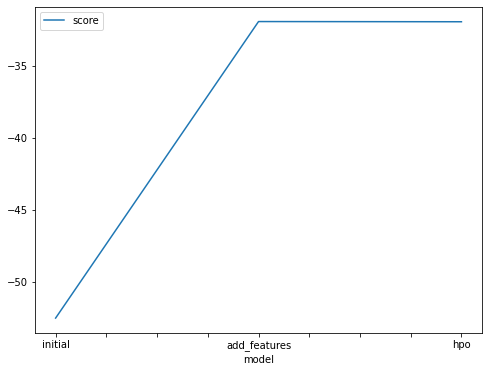 score
−35
−40
−45
−50
initial add_features hpo
model